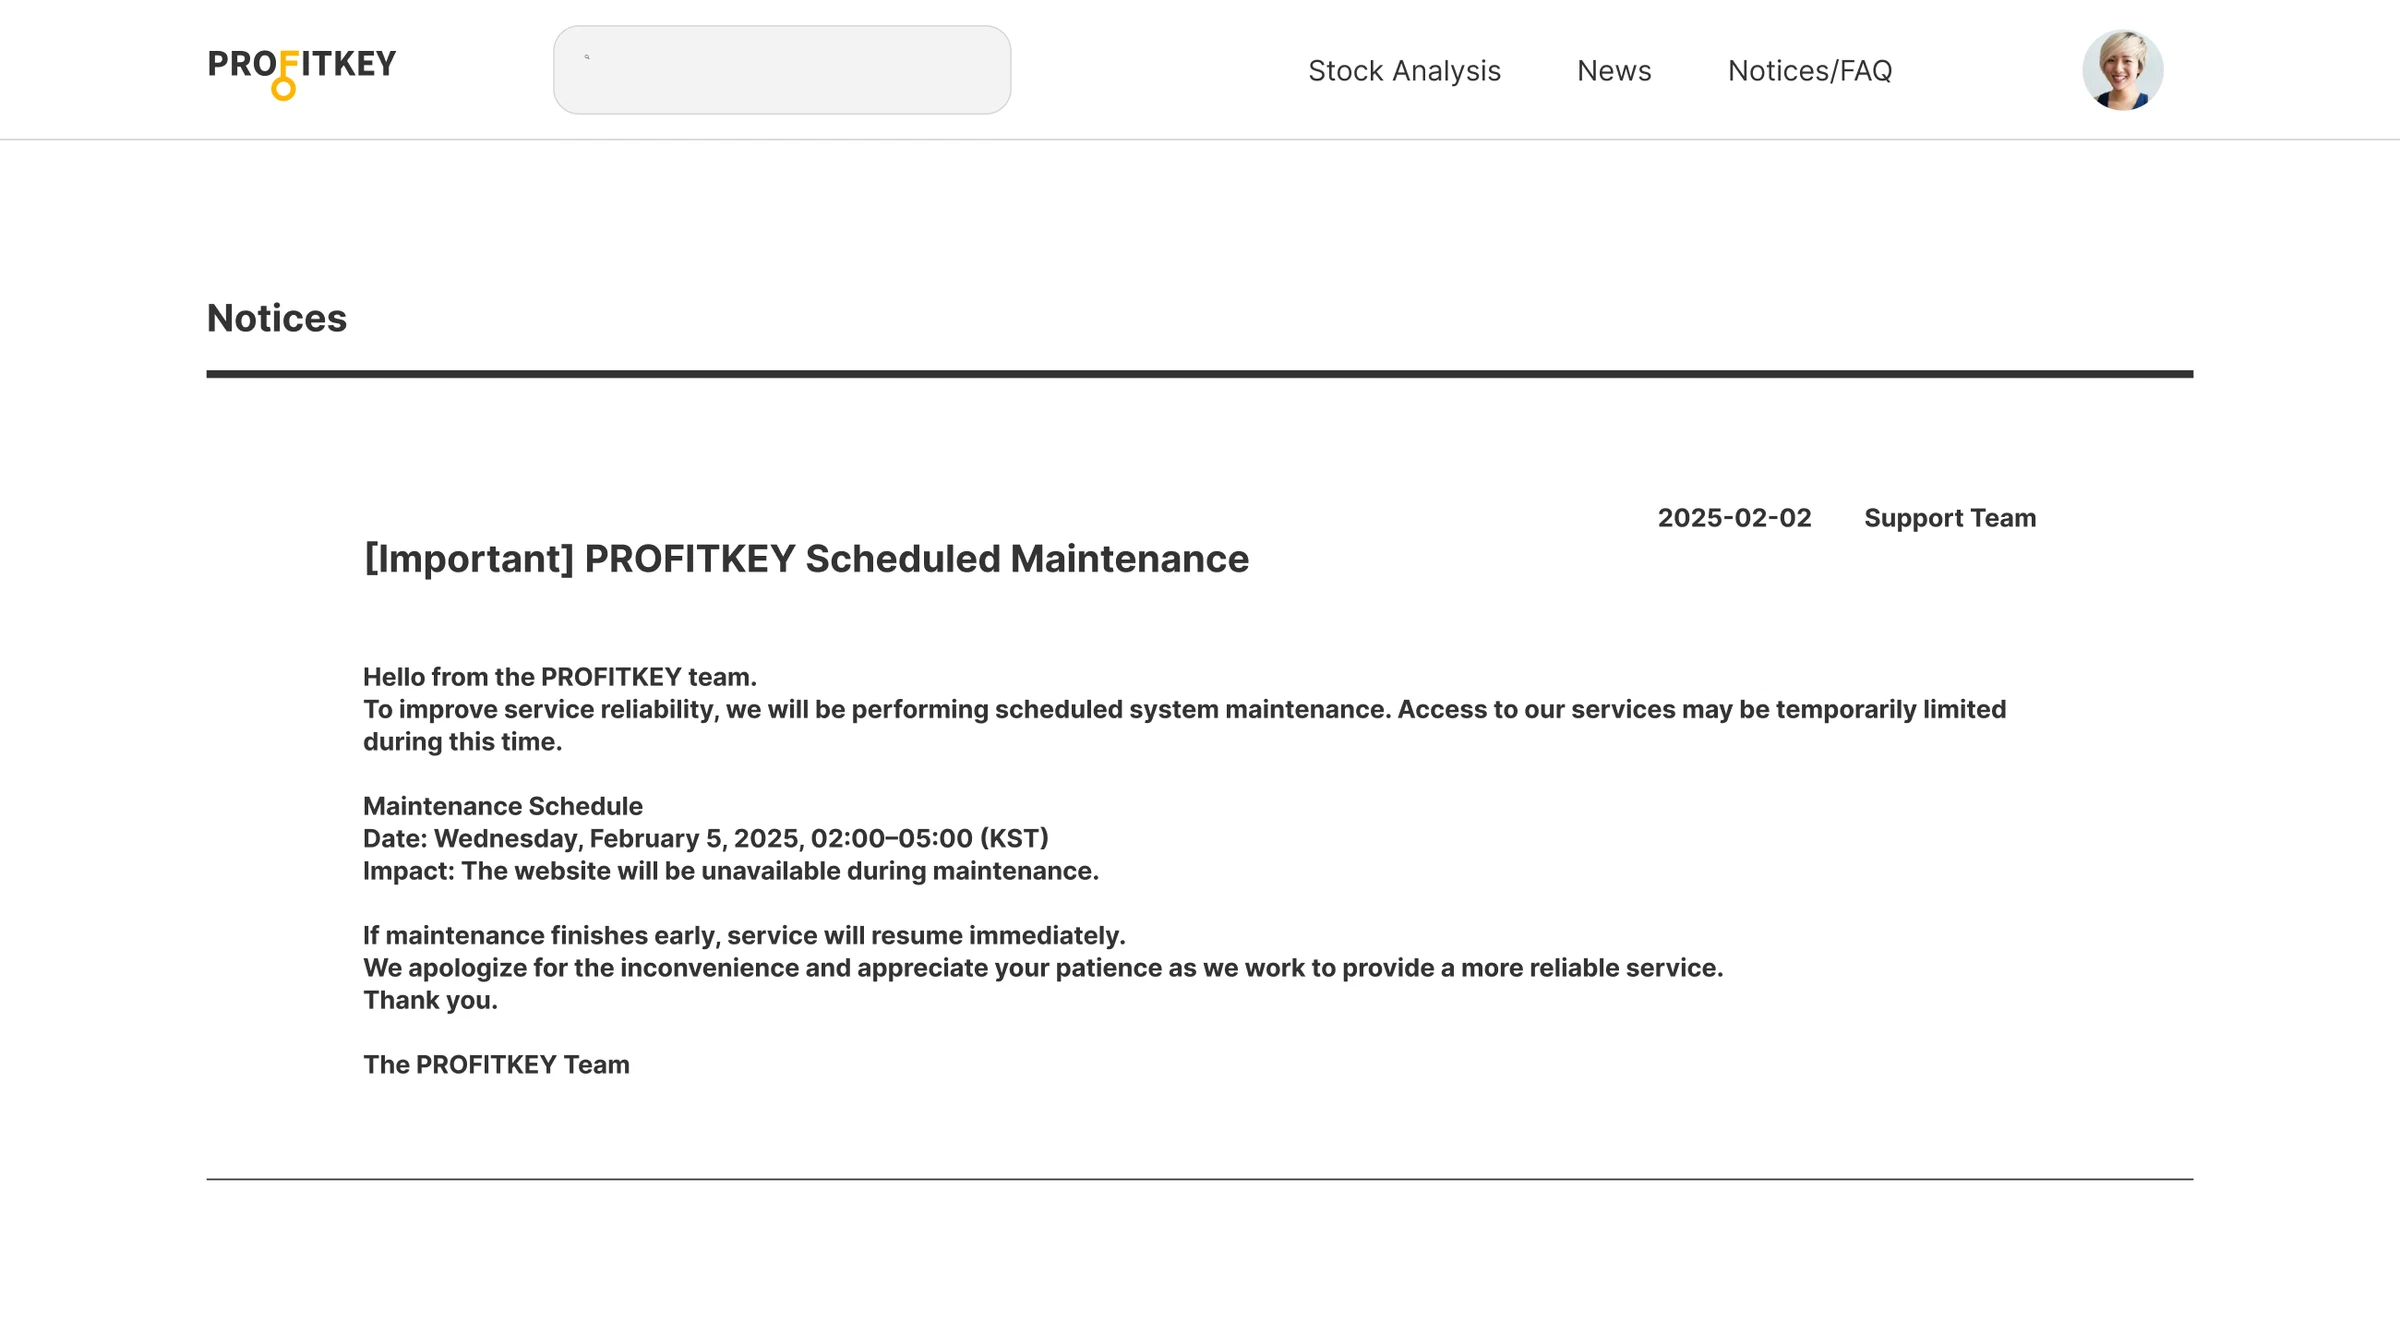 PROFITKEY
Stock Analysis
News
Notices/FAQ
Notices
2025-02-02
Support Team
[Important] PROFITKEY Scheduled Maintenance
Hello from the PROFITKEY team.
To improve service reliability, we will be performing scheduled system maintenance. Access to our services may be temporarily limited
during this time.
Maintenance Schedule
Date: Wednesday, February 5, 2025, 02:00–05:00 (KST)
Impact: The website will be unavailable during maintenance.
If maintenance finishes early, service will resume immediately.
We apologize for the inconvenience and appreciate your patience as we work to provide a more reliable service.
Thank you.
The PROFITKEY Team